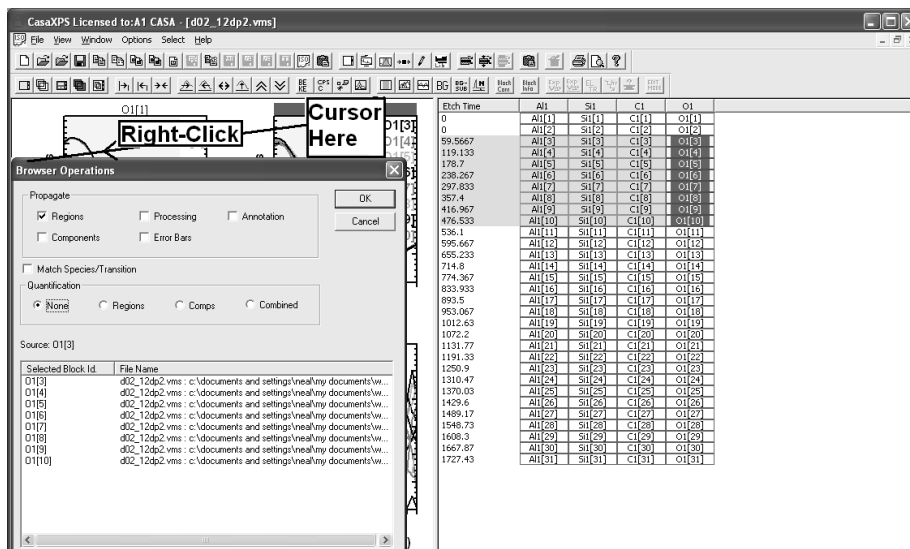 CasaXPS Licensed to:A1 CASA - [d02_12dp2.vms]
File View Window Options Select Help
BE KE CPS BG BG-SUB Block Com Block Info Exp Var Exp Var
O1[1]
Right-Click
Cursor
Here
O1[3]
O1[4]
Browser Operations
Propagate
Regions Processing Annotation
Components Error Bars
OK
Cancel
Match Species/Transition
Quantification
None Regions Comps Combined
Source: O1[3]
Selected Block Id. File Name
O1[3] d02_12dp2.vms : c:\documents and settings\neal\my documents\w...
O1[4] d02_12dp2.vms : c:\documents and settings\neal\my documents\w...
O1[5] d02_12dp2.vms : c:\documents and settings\neal\my documents\w...
O1[6] d02_12dp2.vms : c:\documents and settings\neal\my documents\w...
O1[7] d02_12dp2.vms : c:\documents and settings\neal\my documents\w...
O1[8] d02_12dp2.vms : c:\documents and settings\neal\my documents\w...
O1[9] d02_12dp2.vms : c:\documents and settings\neal\my documents\w...
O1[10] d02_12dp2.vms : c:\documents and settings\neal\my documents\w...
Etch Time Al1 Si1 C1 O1
0 Al1[1] Si1[1] C1[1] O1[1]
0 Al1[2] Si1[2] C1[2] O1[2]
59.5667 Al1[3] Si1[3] C1[3] O1[3]
119.133 Al1[4] Si1[4] C1[4] O1[4]
178.7 Al1[5] Si1[5] C1[5] O1[5]
238.267 Al1[6] Si1[6] C1[6] O1[6]
297.833 Al1[7] Si1[7] C1[7] O1[7]
357.4 Al1[8] Si1[8] C1[8] O1[8]
416.967 Al1[9] Si1[9] C1[9] O1[9]
476.533 Al1[10] Si1[10] C1[10] O1[10]
536.1 Al1[11] Si1[11] C1[11] O1[11]
595.667 Al1[12] Si1[12] C1[12] O1[12]
655.233 Al1[13] Si1[13] C1[13] O1[13]
714.8 Al1[14] Si1[14] C1[14] O1[14]
774.367 Al1[15] Si1[15] C1[15] O1[15]
833.933 Al1[16] Si1[16] C1[16] O1[16]
893.5 Al1[17] Si1[17] C1[17] O1[17]
953.067 Al1[18] Si1[18] C1[18] O1[18]
1012.63 Al1[19] Si1[19] C1[19] O1[19]
1072.2 Al1[20] Si1[20] C1[20] O1[20]
1131.77 Al1[21] Si1[21] C1[21] O1[21]
1191.33 Al1[22] Si1[22] C1[22] O1[22]
1250.9 Al1[23] Si1[23] C1[23] O1[23]
1310.47 Al1[24] Si1[24] C1[24] O1[24]
1370.03 Al1[25] Si1[25] C1[25] O1[25]
1429.6 Al1[26] Si1[26] C1[26] O1[26]
1489.17 Al1[27] Si1[27] C1[27] O1[27]
1548.73 Al1[28] Si1[28] C1[28] O1[28]
1608.3 Al1[29] Si1[29] C1[29] O1[29]
1667.87 Al1[30] Si1[30] C1[30] O1[30]
1727.43 Al1[31] Si1[31] C1[31] O1[31]